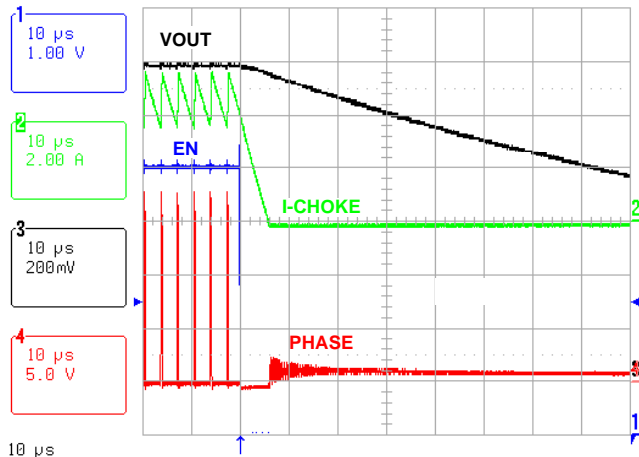 1
10 µs
1.00 V
2
10 µs
2.00 A
3
10 µs
200mV
4
10 µs
5.0 V
10 µs
VOUT
EN
I-CHOKE
PHASE
2
1